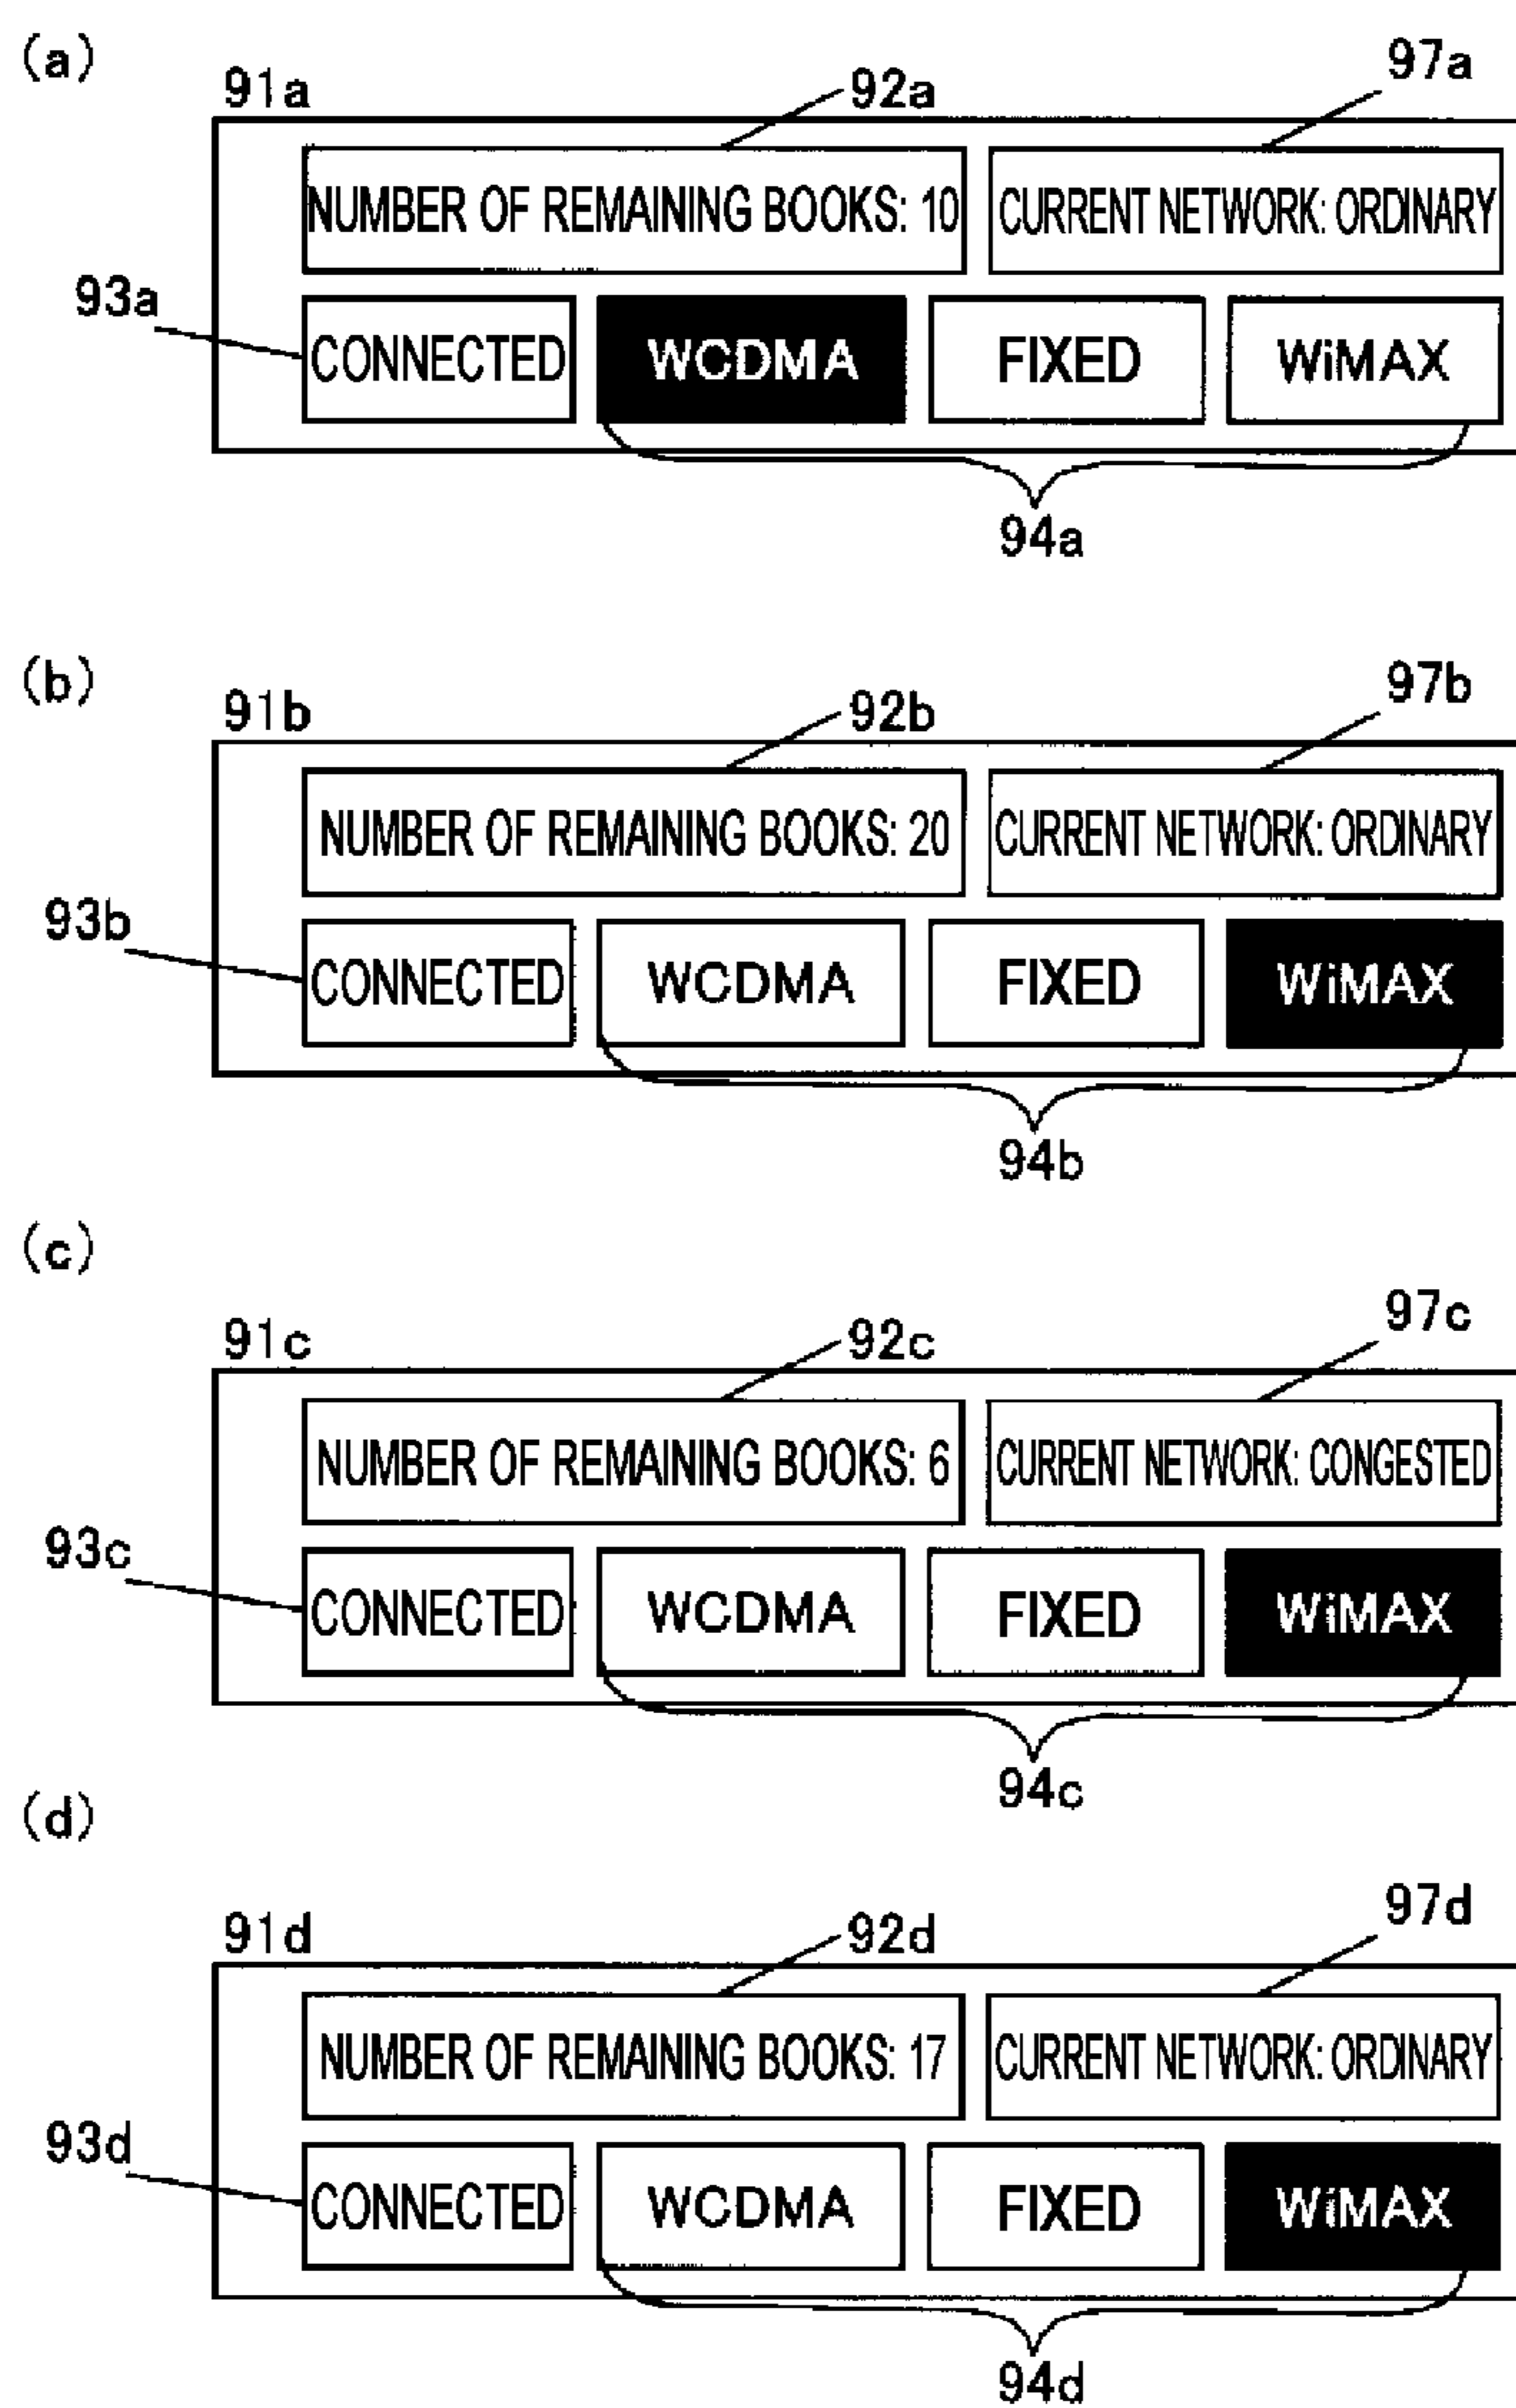 (a)
91a 92a 97a
NUMBER OF REMAINING BOOKS: 10 CURRENT NETWORK: ORDINARY
93a
CONNECTED WCDMA FIXED WiMAX
94a
(b)
91b 92b 97b
NUMBER OF REMAINING BOOKS: 20 CURRENT NETWORK: ORDINARY
93b
CONNECTED WCDMA FIXED WiMAX
94b
(c)
91c 92c 97c
NUMBER OF REMAINING BOOKS: 6 CURRENT NETWORK: CONGESTED
93c
CONNECTED WCDMA FIXED WiMAX
94c
(d)
91d 92d 97d
NUMBER OF REMAINING BOOKS: 17 CURRENT NETWORK: ORDINARY
93d
CONNECTED WCDMA FIXED WiMAX
94d